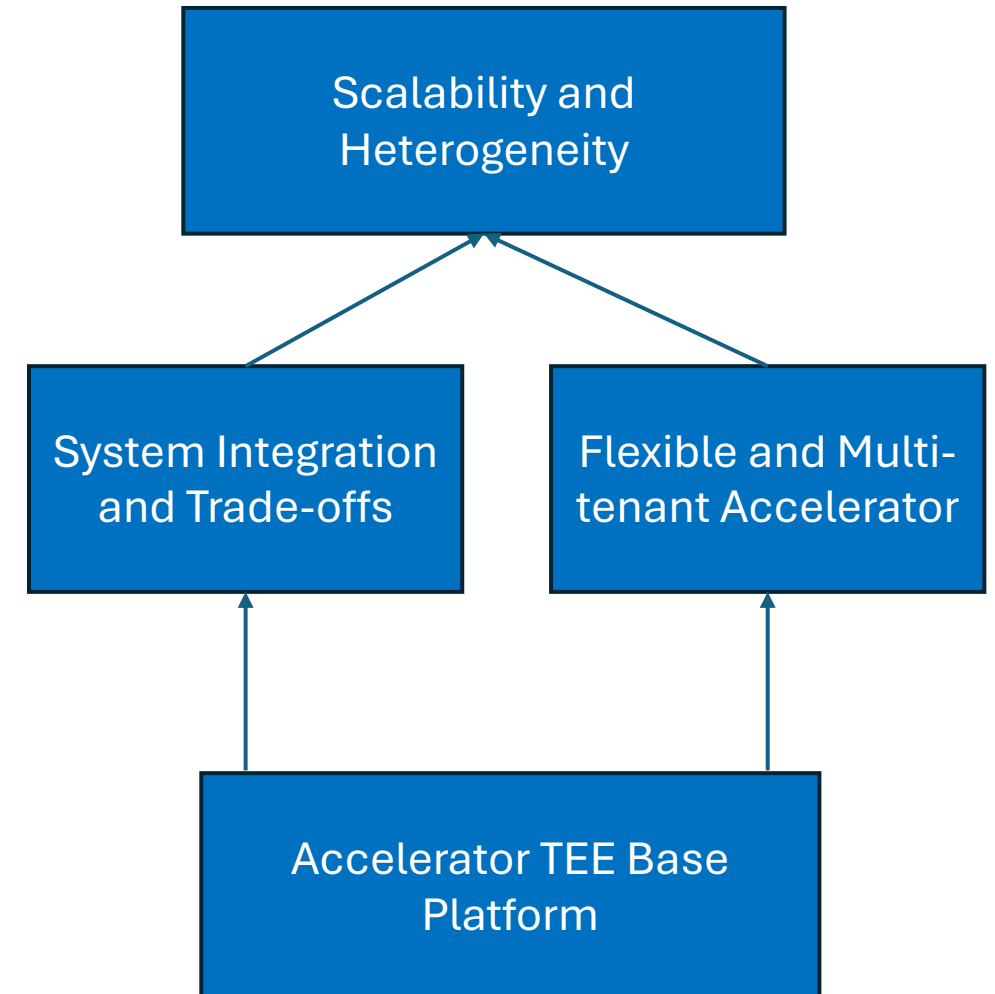 Scalability and
Heterogeneity
System Integration
and Trade-offs
Flexible and Multi-
tenant Accelerator
Accelerator TEE Base
Platform